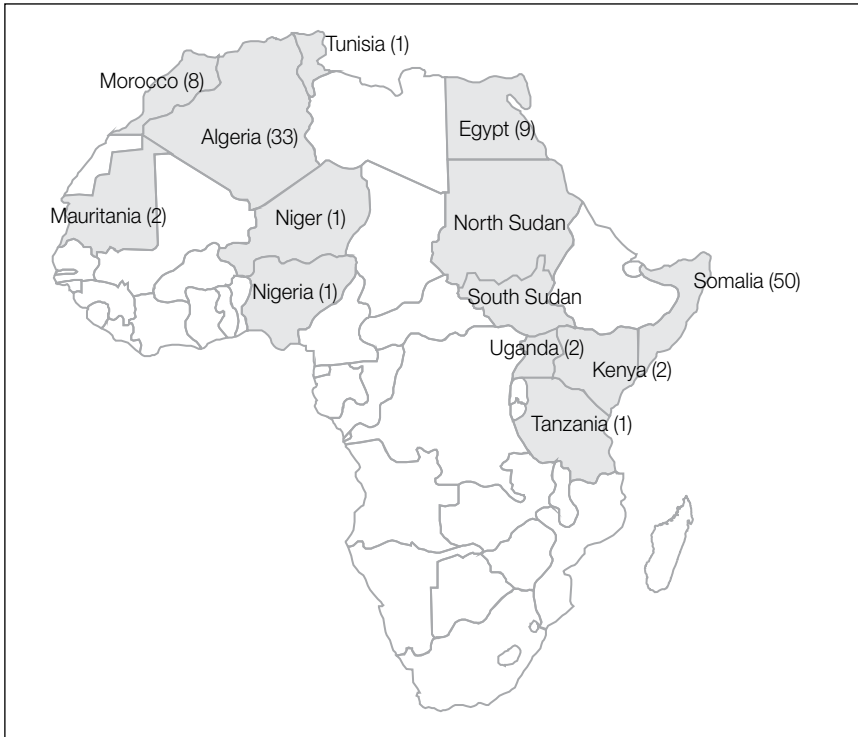 Tunisia (1)
Morocco (8)
Algeria (33)
Egypt (9)
Mauritania (2)
Niger (1)
North Sudan
Nigeria (1)
South Sudan
Somalia (50)
Uganda (2)
Kenya (2)
Tanzania (1)